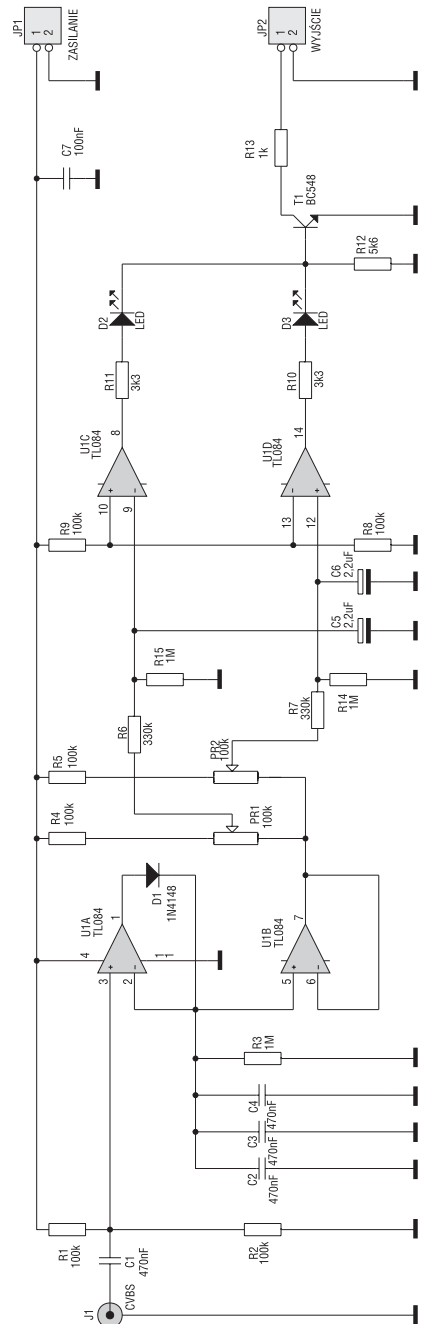 J1
CVBS
C1
470nF
R1
100k
R2
100k
C2
470nF
C3
470nF
C4
470nF
R3
1M
3
2
4
1
1 1
U1A
TL084
D1
1N4148
5
6
7
U1B
TL084
R4
100k
R5
100k
PR1
100k
PR2
100k
R6
330k
R7
330k
R15
1M
R14
1M
C5
2,2uF
C6
2,2uF
R9
100k
R8
100k
10
9
8
U1C
TL084
13
12
14
U1D
TL084
R11
3k3
R10
3k3
D2
LED
D3
LED
R12
5k6
T1
BC548
R13
1k
C7
100nF
JP1
1
2
ZASILANIE
JP2
1
2
WYJŚCIE